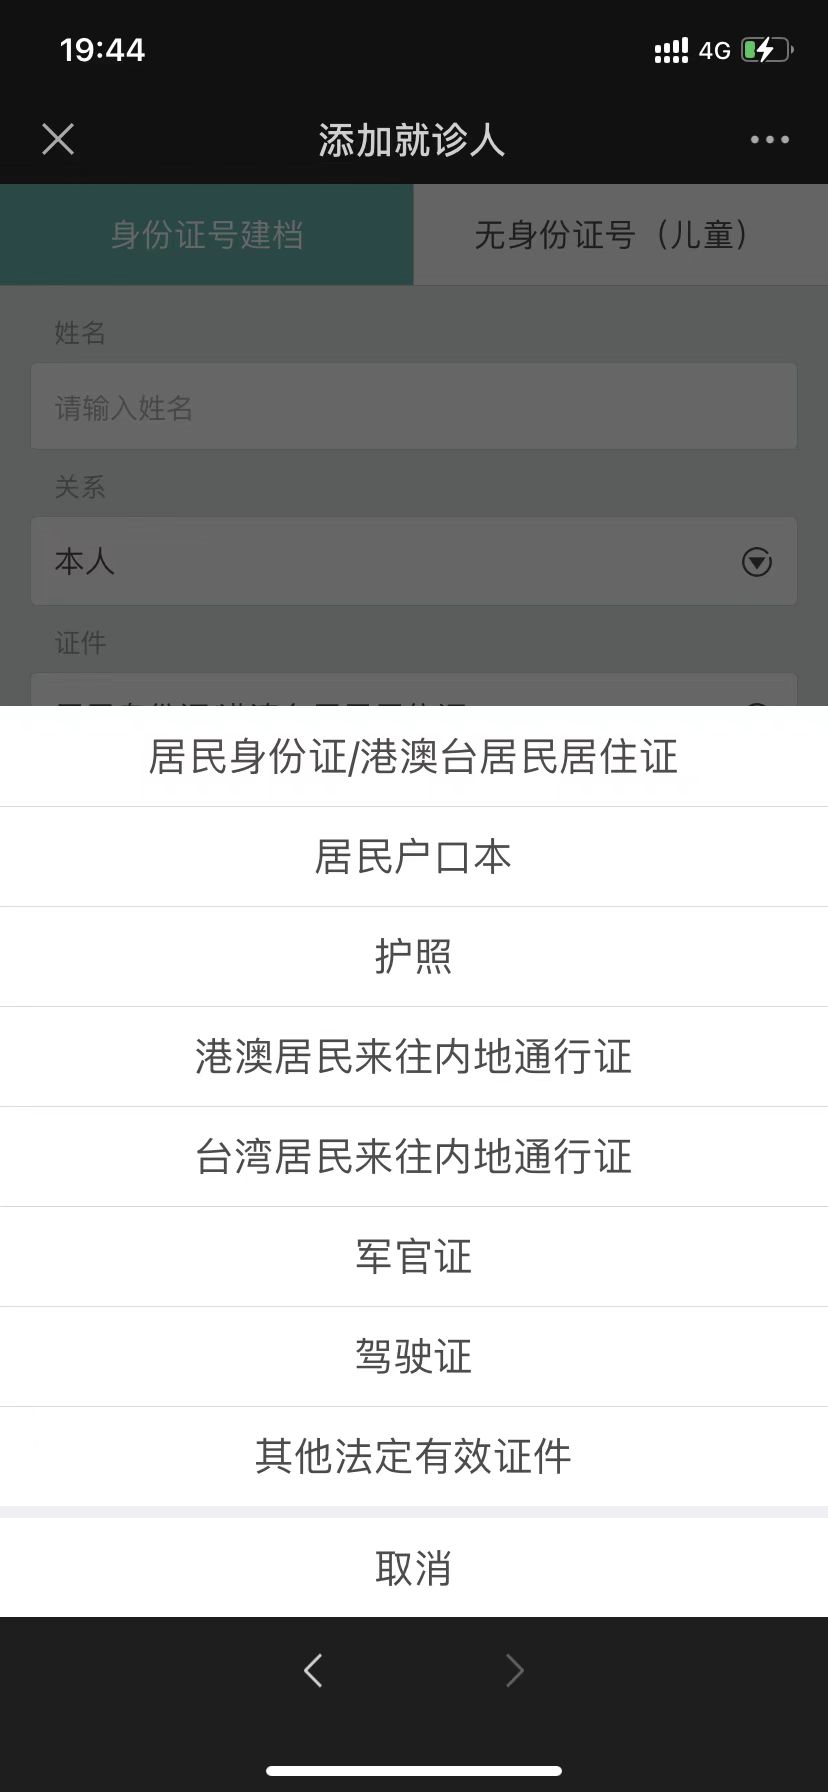 19:44
4G
添加就诊人
身份证号建档
无身份证号（儿童）
姓名
请输入姓名
关系
本人
证件
居民身份证/港澳台居民居住证
居民户口本
护照
港澳居民来往内地通行证
台湾居民来往内地通行证
军官证
驾驶证
其他法定有效证件
取消